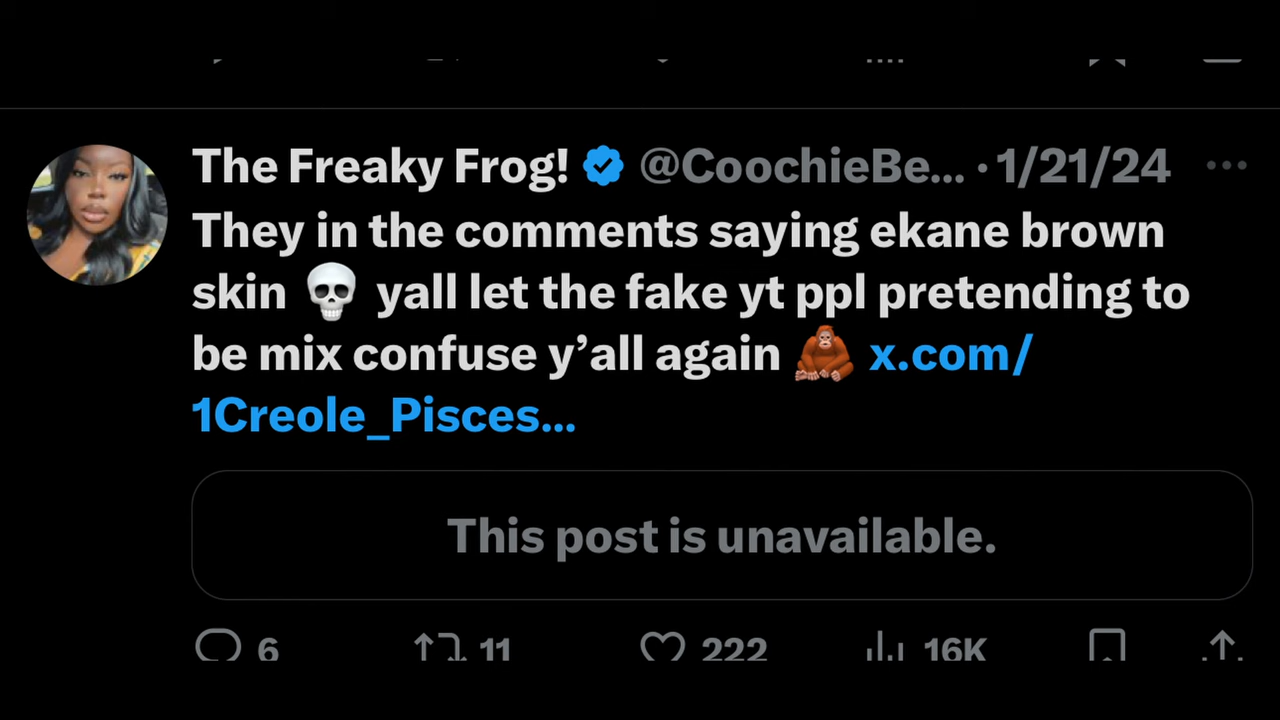 The Freaky Frog! @CoochieBe... · 1/21/24
They in the comments saying ekane brown
skin 💀 yall let the fake yt ppl pretending to
be mix confuse y’all again 🦧 x.com/
1Creole_Pisces...
This post is unavailable.
6 11 222 16K